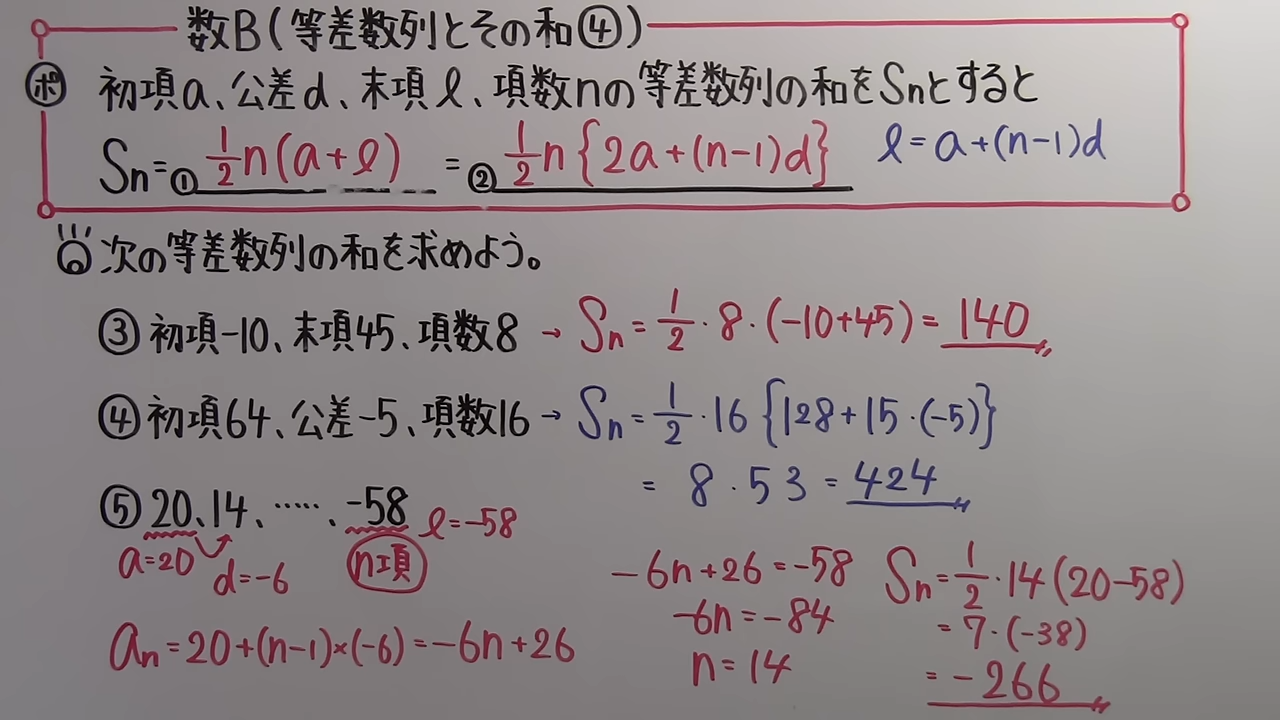 数B(等差数列とその和④)
ポ 初項a、公差d、末項ℓ、項数nの等差数列の和をSnとすると
Sn=①1/2n(a+ℓ) =②1/2n{2a+(n-1)d} ℓ=a+(n-1)d
次の等差数列の和を求めよう。
③初項-10、末項45、項数8 → Sn=1/2・8・(-10+45)=140
④初項64、公差-5、項数16 → Sn=1/2・16{128+15・(-5)}
= 8・53=424
⑤20、14、……、-58 ℓ=-58
a=20 d=-6 n項
an=20+(n-1)×(-6)=-6n+26
-6n+26=-58
-6n=-84
n=14
Sn=1/2・14(20-58)
=7・(-38)
=-266